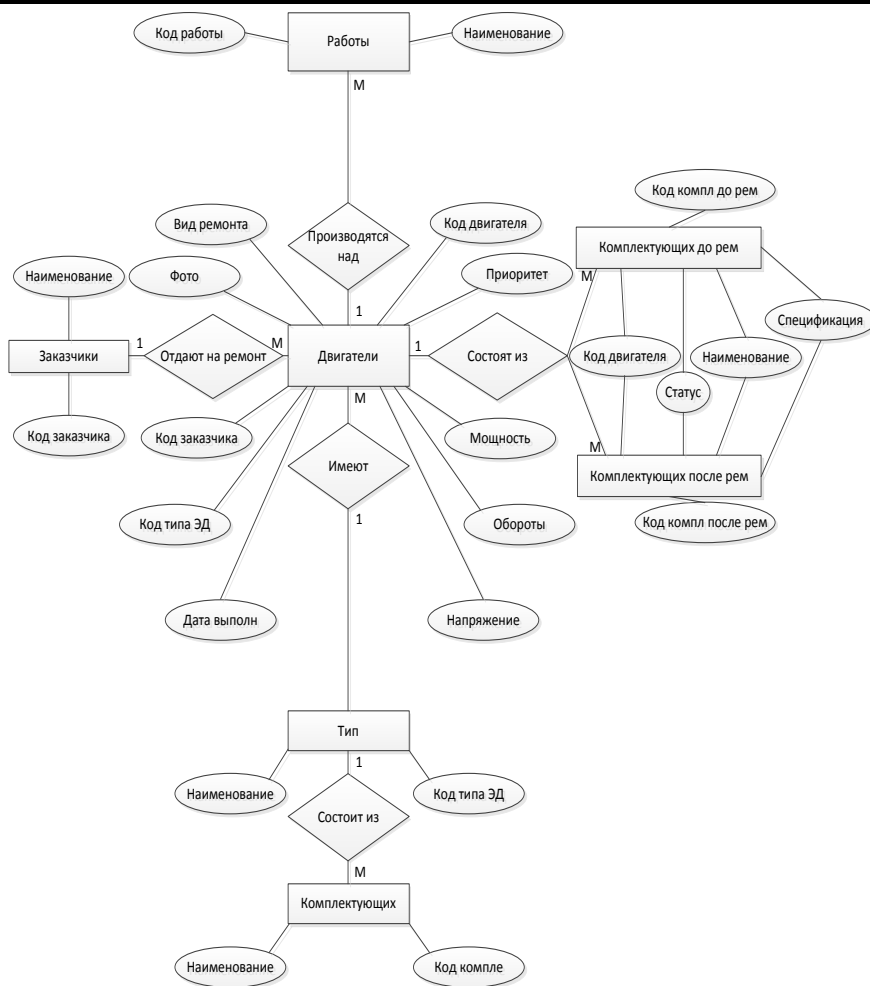 Код работы
Работы
Наименование
М
Код компл до рем
Вид ремонта
Код двигателя
Производятся
над
Комплектующих до рем
Наименование
Фото
Приоритет
М
Спецификация
1
Заказчики
1
Отдают на ремонт
М
Двигатели
1
Состоят из
Код двигателя
Наименование
М
Статус
Код заказчика
Код заказчика
Мощность
М
Имеют
Комплектующих после рем
Код типа ЭД
1
Обороты
Код компл после рем
Дата выполн
Напряжение
Тип
1
Наименование
Код типа ЭД
Состоит из
М
Комплектующих
Наименование
Код компле